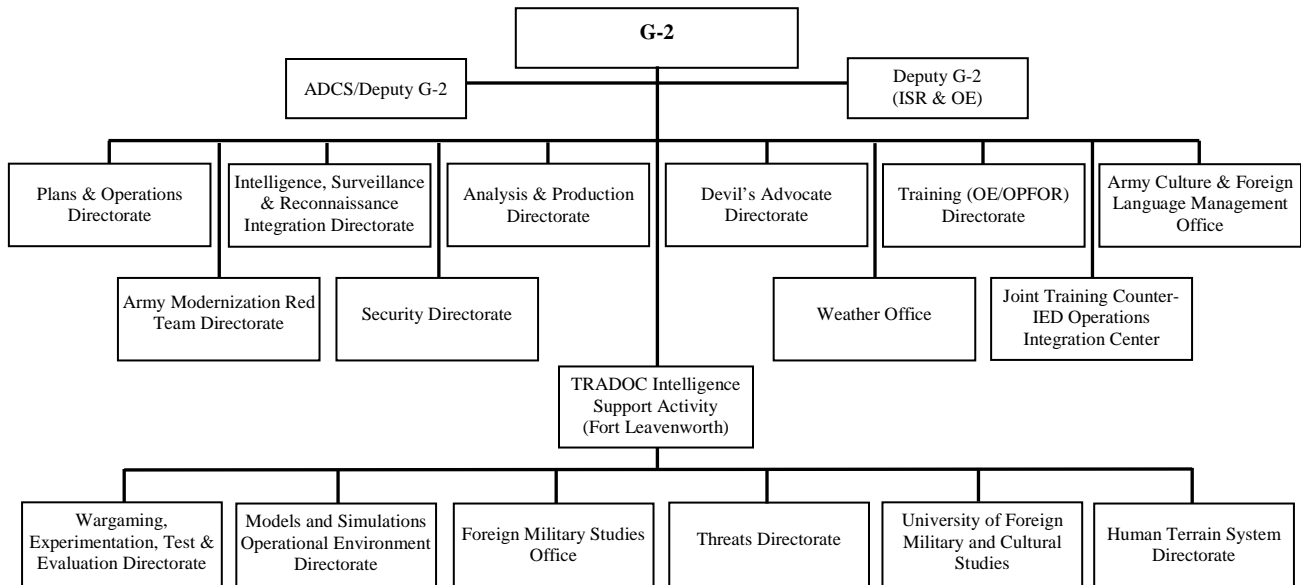 G-2
ADCS/Deputy G-2
Deputy G-2
(ISR & OE)
Plans & Operations
Directorate
Intelligence, Surveillance
& Reconnaissance
Integration Directorate
Analysis & Production
Directorate
Devil's Advocate
Directorate
Training (OE/OPFOR)
Directorate
Army Culture & Foreign
Language Management
Office
Army Modernization Red
Team Directorate
Security Directorate
Weather Office
Joint Training Counter-
IED Operations
Integration Center
TRADOC Intelligence
Support Activity
(Fort Leavenworth)
Wargaming,
Experimentation, Test &
Evaluation Directorate
Models and Simulations
Operational Environment
Directorate
Foreign Military Studies
Office
Threats Directorate
University of Foreign
Military and Cultural
Studies
Human Terrain System
Directorate